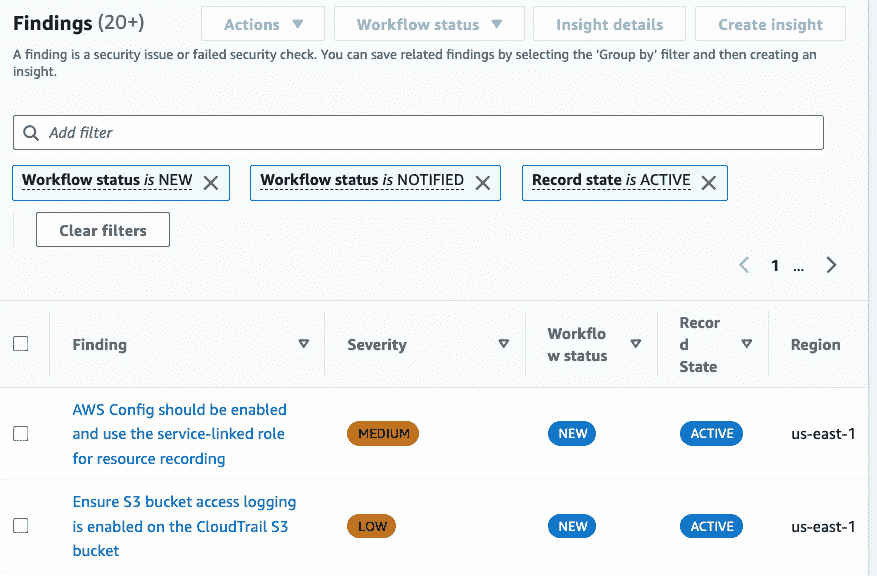 Findings (20+)
Actions
Workflow status
Insight details
Create insight
A finding is a security issue or failed security check. You can save related findings by selecting the ‘Group by’ filter and then creating an
insight.
Add filter
Workflow status is NEW
Workflow status is NOTIFIED
Record state is ACTIVE
Clear filters
1 ...
Finding
Severity
Workflo
w status
Recor
d
State
Region
AWS Config should be enabled
and use the service-linked role
for resource recording
MEDIUM
NEW
ACTIVE
us-east-1
Ensure S3 bucket access logging
is enabled on the CloudTrail S3
bucket
LOW
NEW
ACTIVE
us-east-1